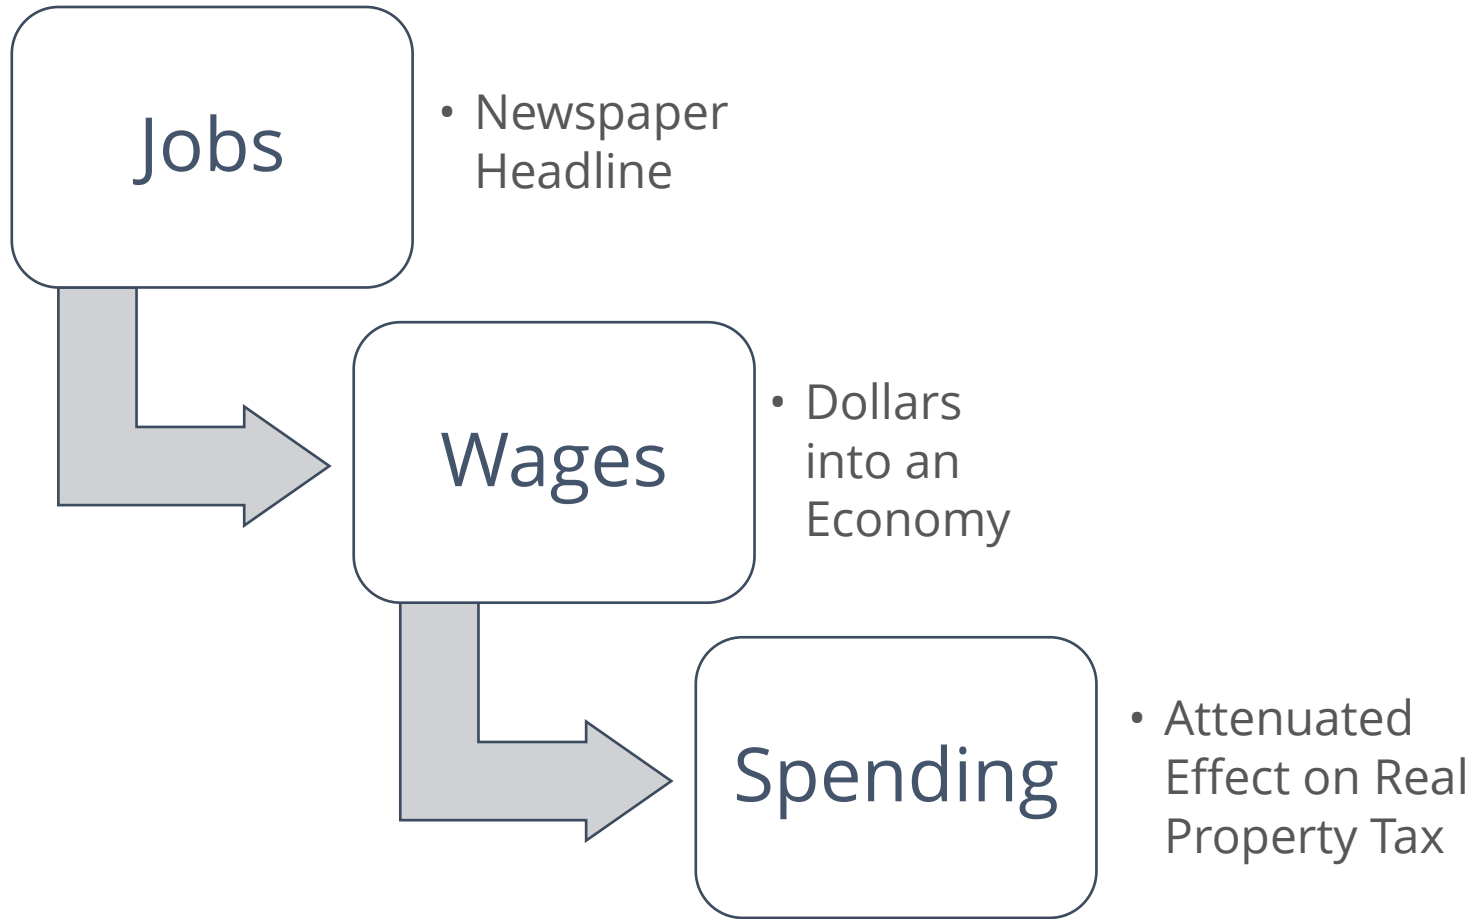 Jobs
• Newspaper
Headline
Wages
• Dollars
into an
Economy
Spending
• Attenuated
Effect on Real
Property Tax